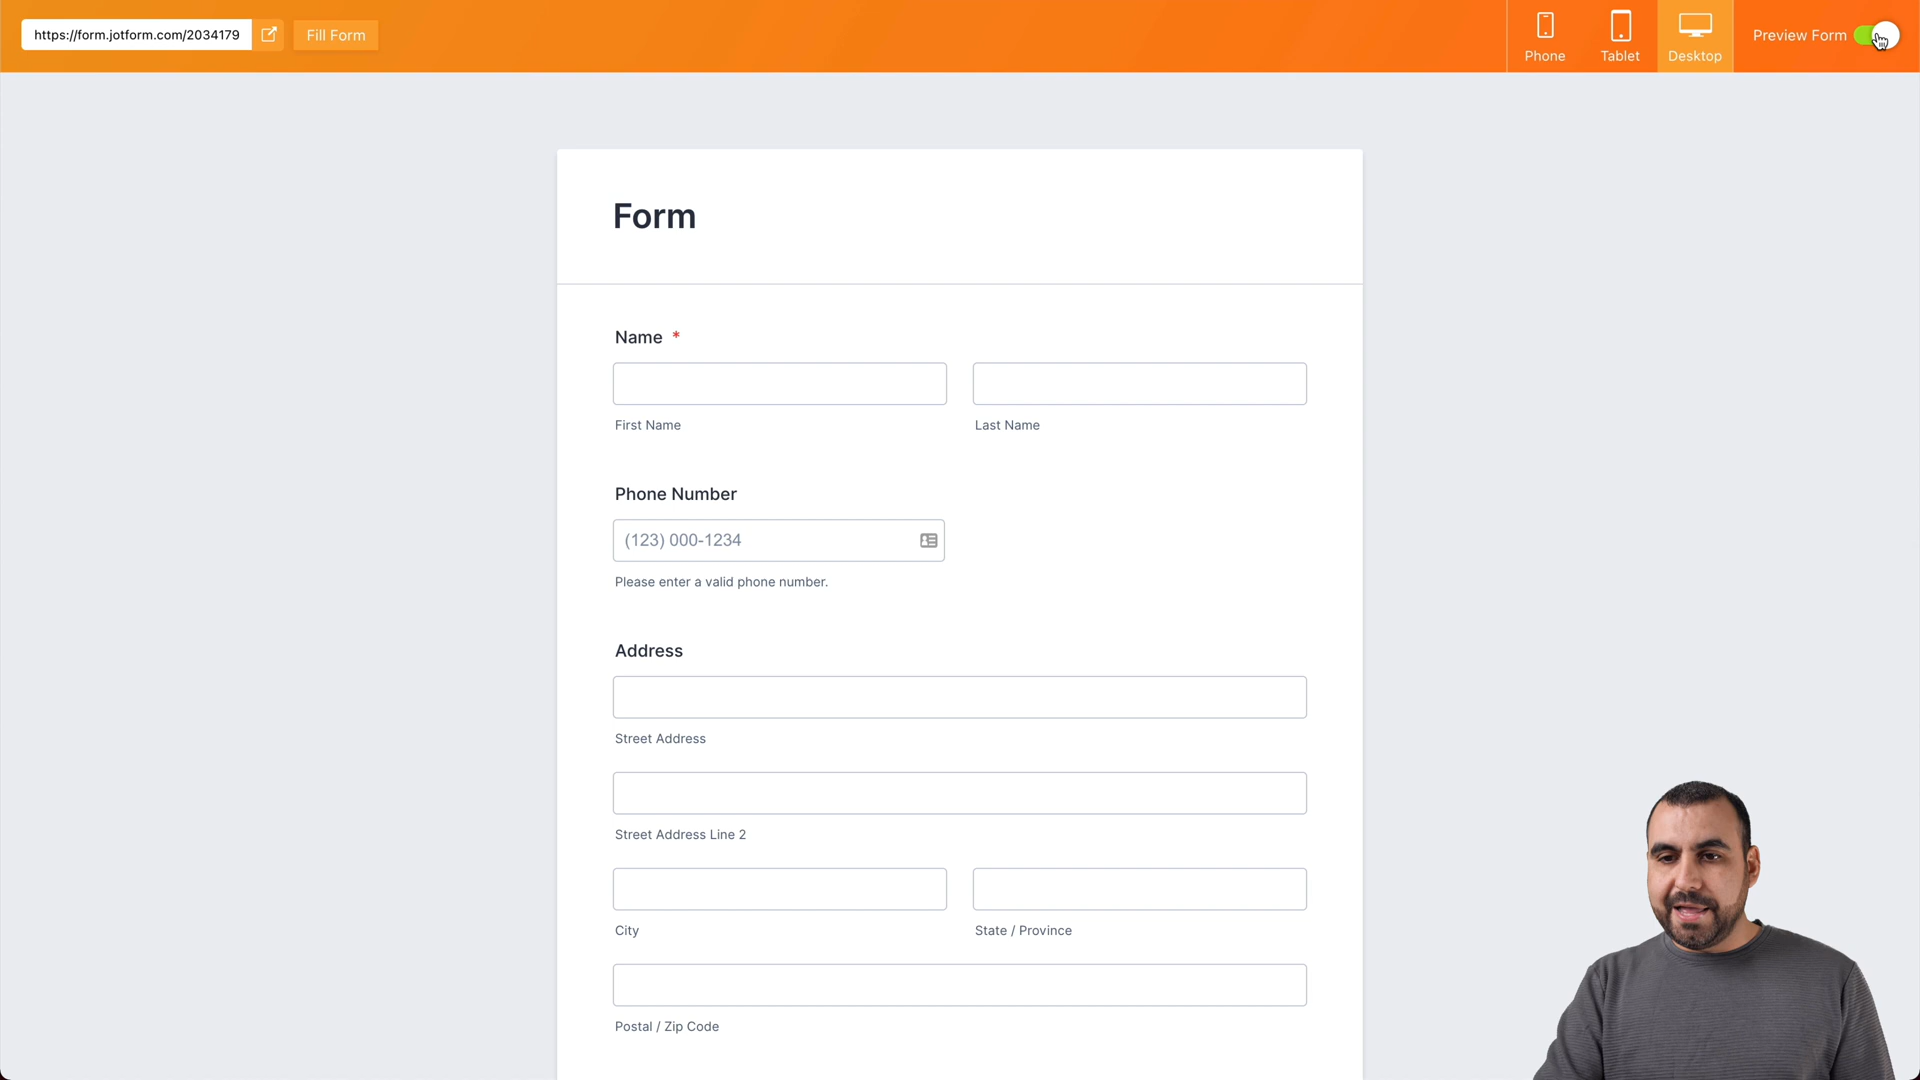 https://form.jotform.com/2034179
Fill Form
Phone
Tablet
Desktop
Preview Form
Form
Name *
First Name
Last Name
Phone Number
(123) 000-1234
Please enter a valid phone number.
Address
Street Address
Street Address Line 2
City
State / Province
Postal / Zip Code